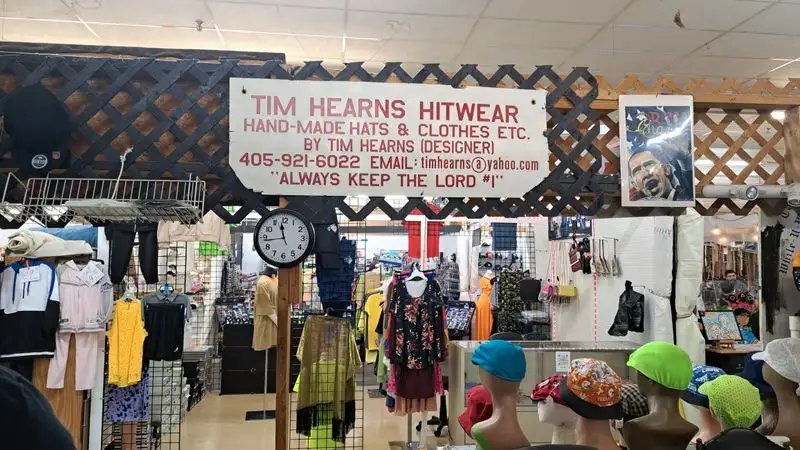 TIM HEARNS HITWEAR
HAND-MADE HATS & CLOTHES ETC.
BY TIM HEARNS (DESIGNER)
405-921-6022 EMAIL: timhearns@yahoo.com
"ALWAYS KEEP THE LORD #1"